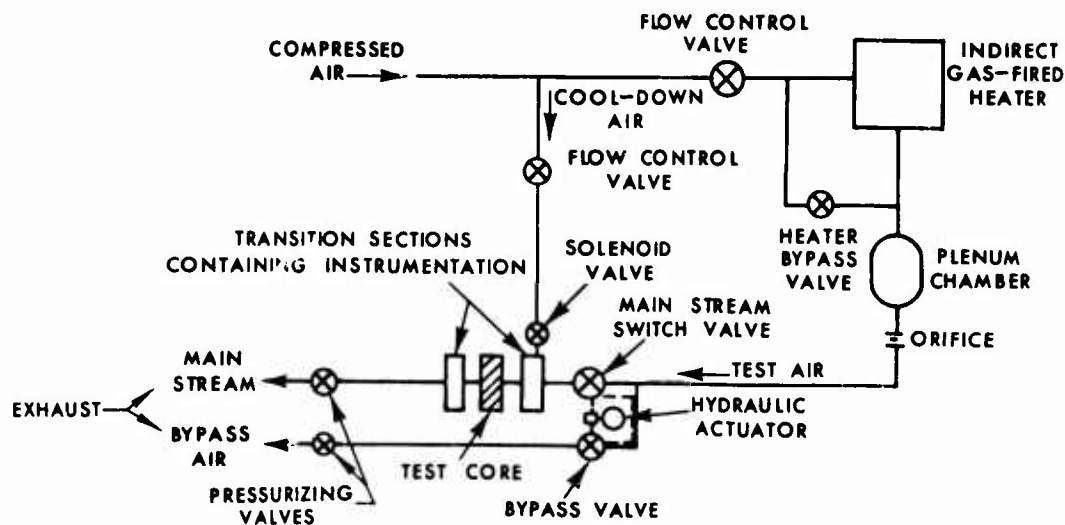 COMPRESSED
AIR
FLOW CONTROL
VALVE
INDIRECT
GAS-FIRED
HEATER
COOL-DOWN
AIR
FLOW CONTROL
VALVE
TRANSITION SECTIONS
CONTAINING INSTRUMENTATION
SOLENOID
VALVE
HEATER
BYPASS
VALVE
PLENUM
CHAMBER
MAIN STREAM
SWITCH VALVE
ORIFICE
MAIN
STREAM
TEST AIR
EXHAUST
HYDRAULIC
ACTUATOR
BYPASS
AIR
TEST CORE
PRESSURIZING
VALVES
BYPASS VALVE